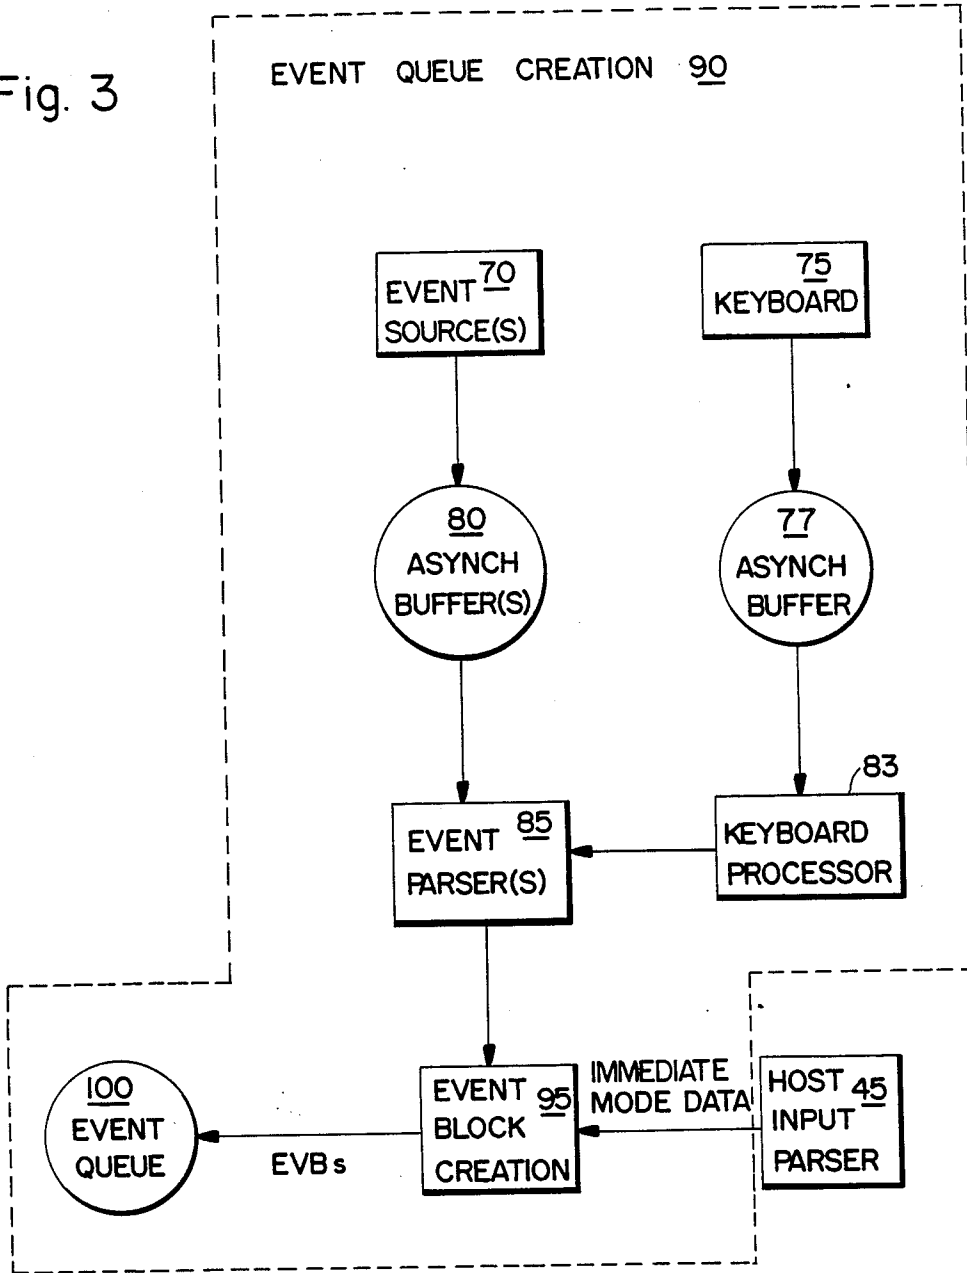 EVENT QUEUE CREATION 90
Fig. 3
70
EVENT
SOURCE(S)
75
KEYBOARD
80
ASYNCH
BUFFER(S)
77
ASYNCH
BUFFER
83
EVENT 85
PARSER(S)
KEYBOARD
PROCESSOR
100
EVENT
QUEUE
EVBs
EVENT
BLOCK 95
CREATION
IMMEDIATE
MODE DATA
HOST 45
INPUT
PARSER